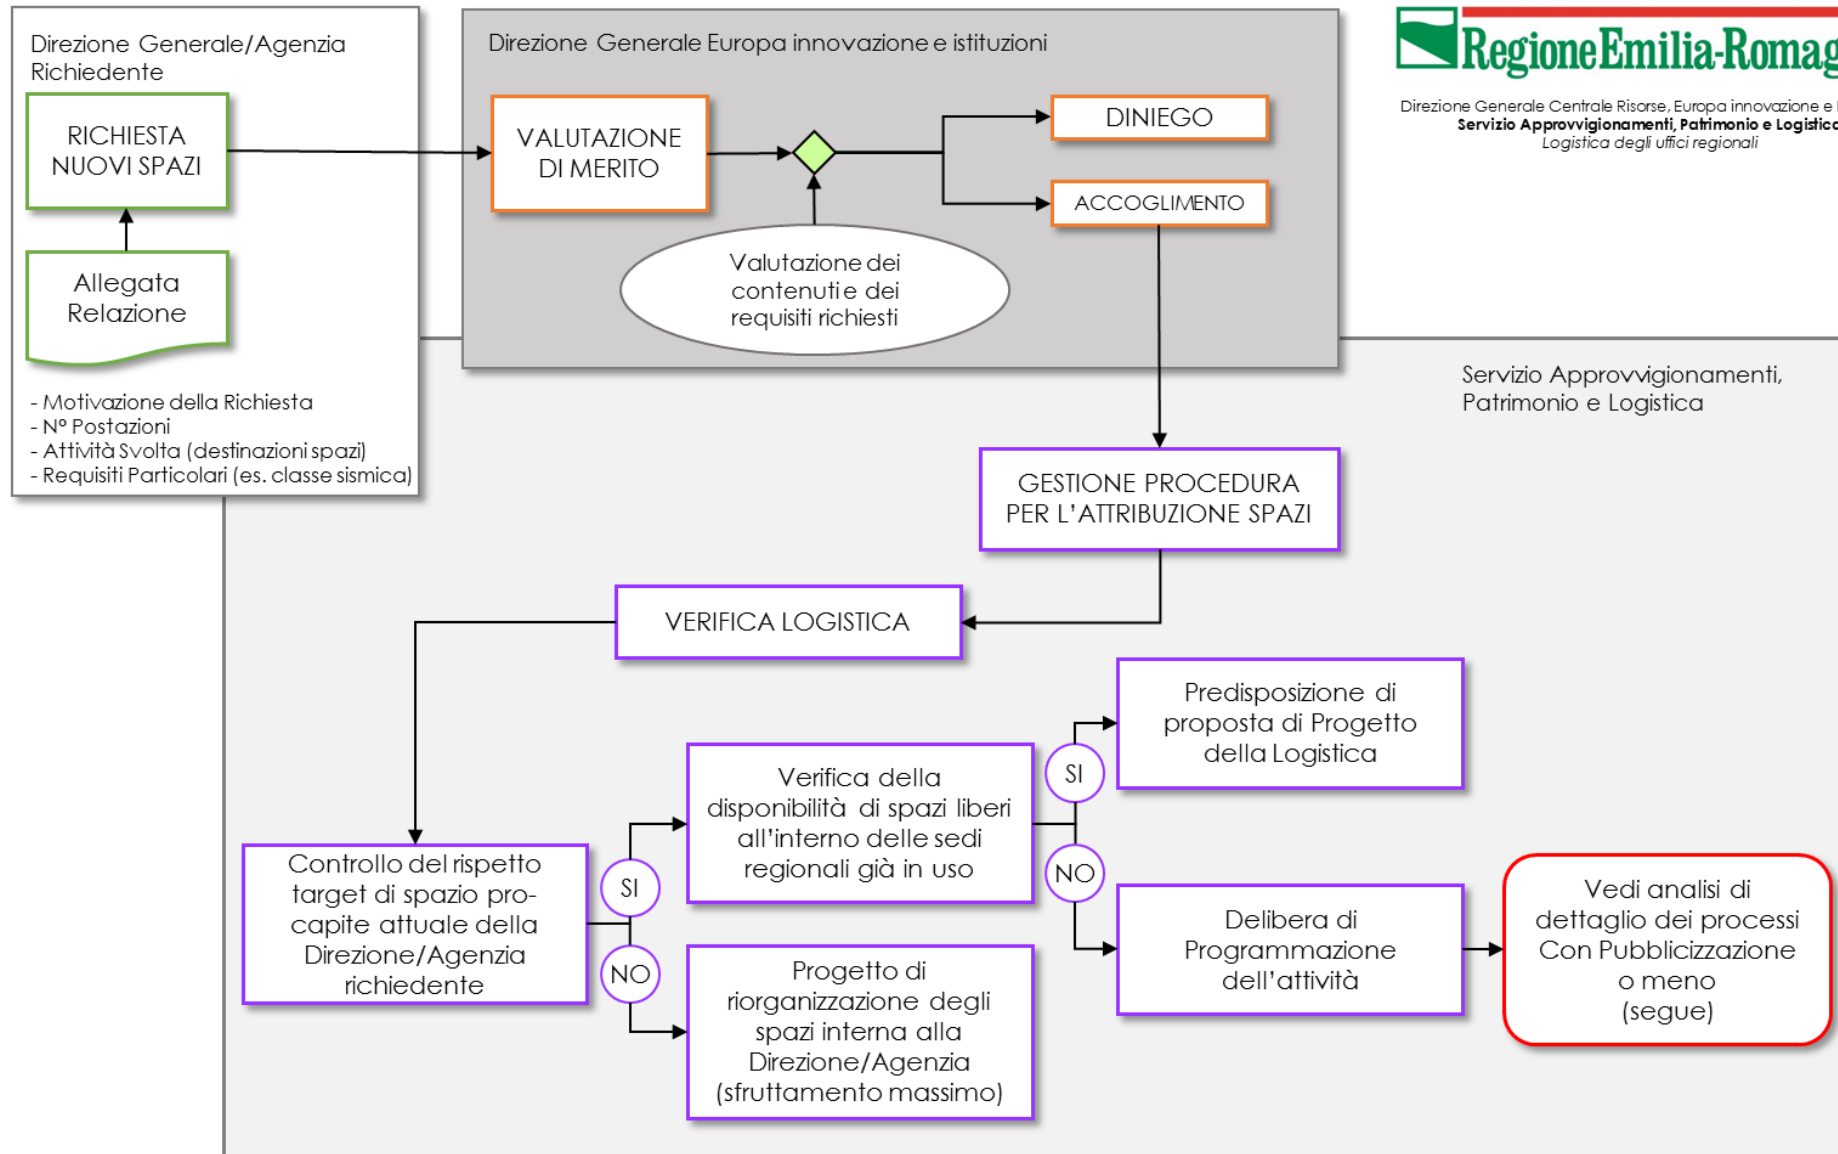 Direzione Generale/Agenzia
Richiedente
RICHIESTA
NUOVI SPAZI
Allegata
Relazione
- Motivazione della Richiesta
- N° Postazioni
- Attività Svolta (destinazioni spazi)
- Requisiti Particolari (es. classe sismica)
Direzione Generale Europa innovazione e istituzioni
VALUTAZIONE
DI MERITO
DINIEGO
ACCOGLIMENTO
Valutazione dei
contenuti e dei
requisiti richiesti
Regione Emilia-Romag
Direzione Generale Centrale Risorse, Europa innovazione e
Servizio Approvvigionamenti, Patrimonio e Logistica
Logistica degli uffici regionali
Servizio Approvvigionamenti,
Patrimonio e Logistica
GESTIONE PROCEDURA
PER L'ATTRIBUZIONE SPAZI
VERIFICA LOGISTICA
Controllo del rispetto
target di spazio pro-
capite attuale della
Direzione/Agenzia
richiedente
SI
NO
Verifica della
disponibilità di spazi liberi
all'interno delle sedi
regionali già in uso
Progetto di
riorganizzazione degli
spazi interna alla
Direzione/Agenzia
(sfruttamento massimo)
SI
NO
Predisposizione di
proposta di Progetto
della Logistica
Delibera di
Programmazione
dell'attività
Vedi analisi di
dettaglio dei processi
Con Pubblicizzazione
o meno
(segue)